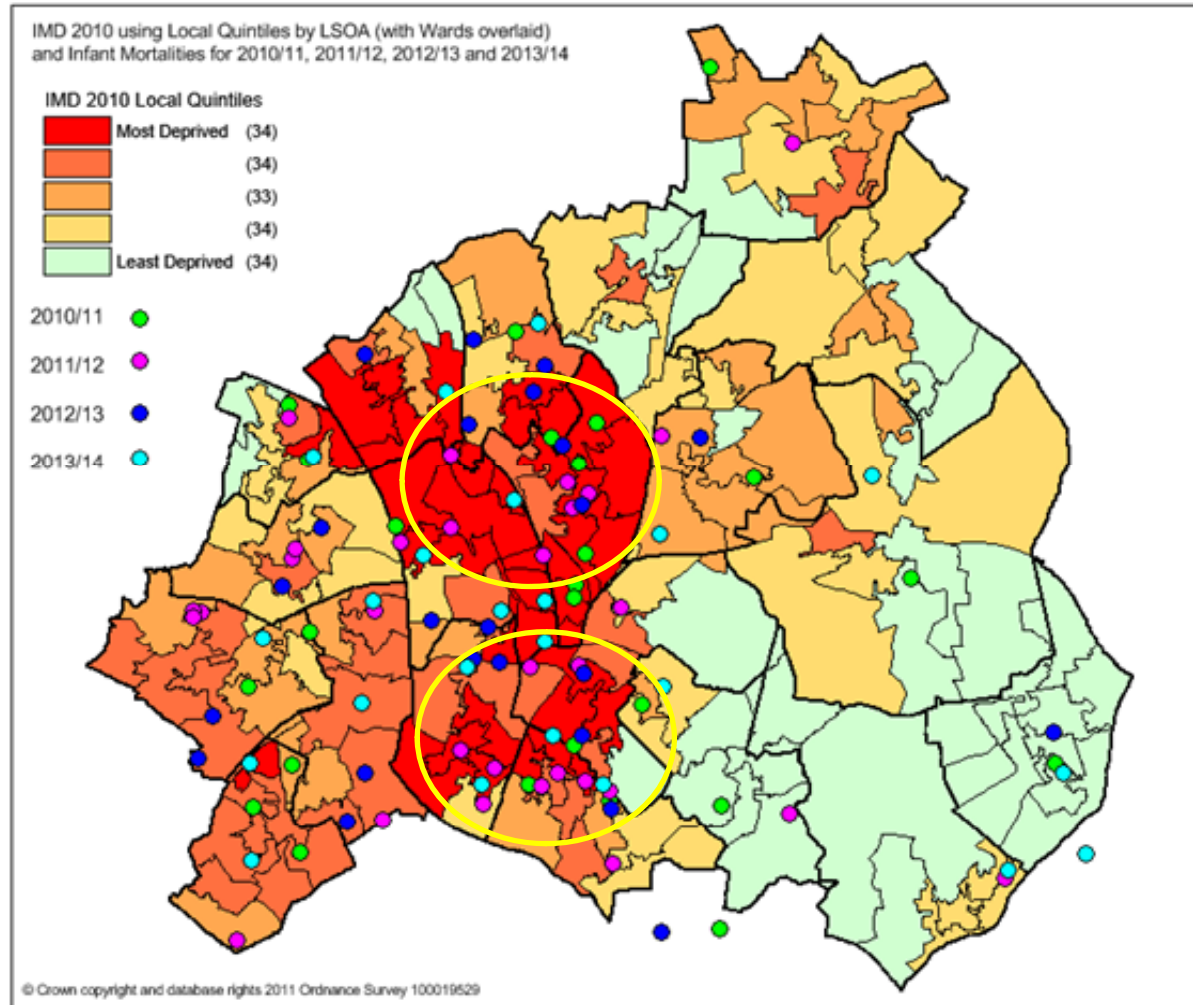 IMD 2010 using Local Quintiles by LSOA (with Wards overlaid)
and Infant Mortalities for 2010/11, 2011/12, 2012/13 and 2013/14
IMD 2010 Local Quintiles
Most Deprived (34)
(34)
(33)
(34)
Least Deprived (34)
2010/11
2011/12
2012/13
2013/14
© Crown copyright and database rights 2011 Ordnance Survey 100019529